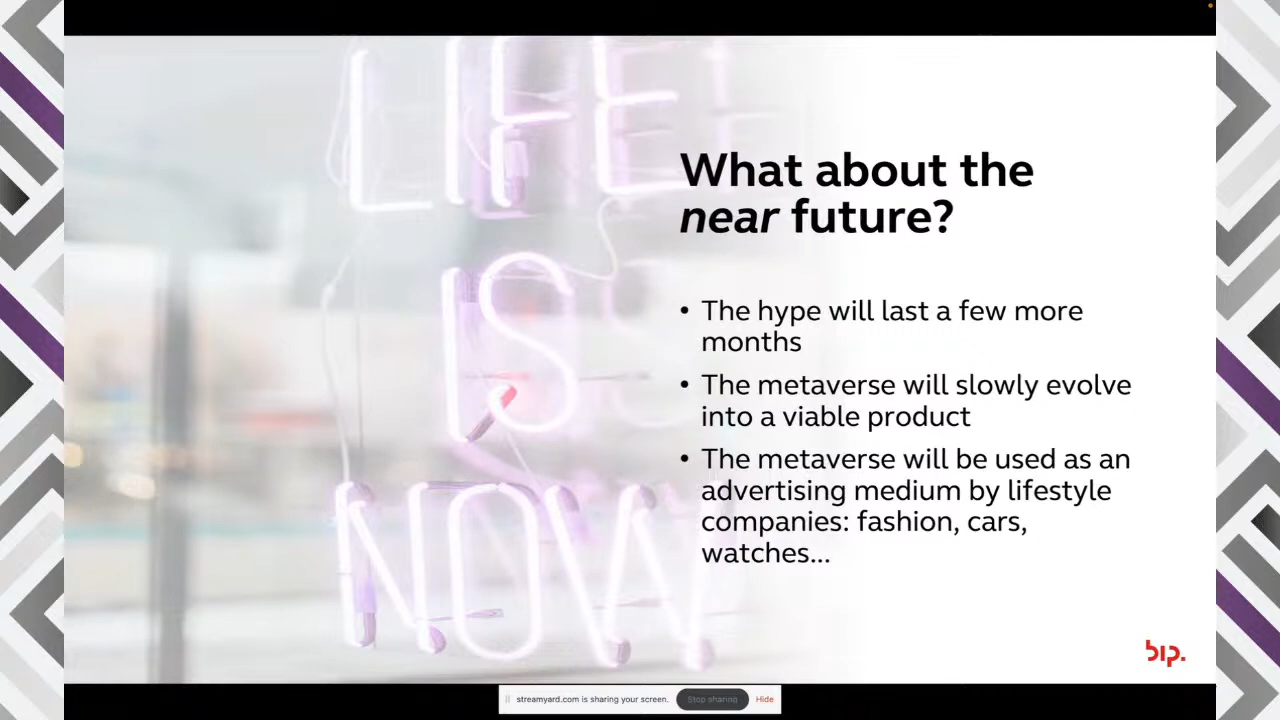 LIFE
IS
NOW
What about the
near future?
• The hype will last a few more
months
• The metaverse will slowly evolve
into a viable product
• The metaverse will be used as an
advertising medium by lifestyle
companies: fashion, cars,
watches...
bip.
streamyard.com is sharing your screen. Stop sharing Hide